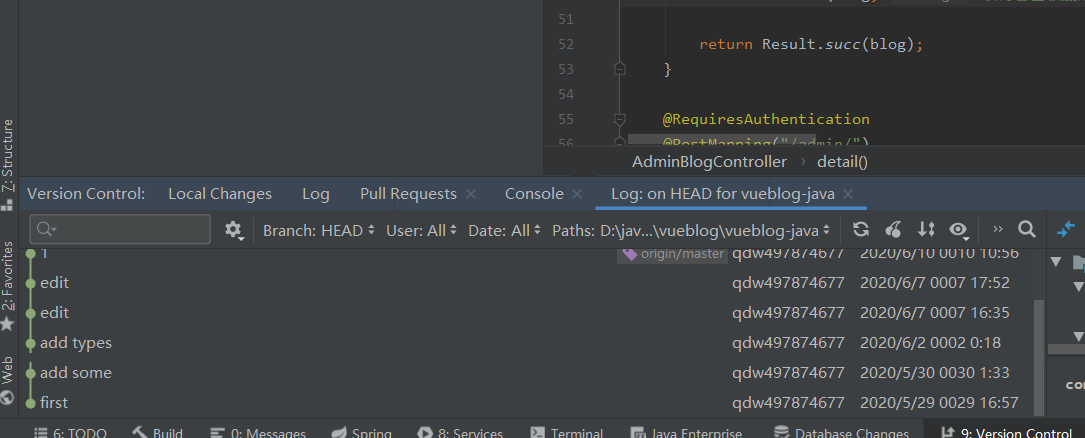 51
52 return Result.succ(blog);
53 }
54
55 @RequiresAuthentication
56 @PostMapping("/admin/")
AdminBlogController › detail()
Z: Structure
2: Favorites
Web
Version Control: Local Changes Log Pull Requests × Console × Log: on HEAD for vueblog-java ×
Branch: HEAD User: All Date: All Paths: D:\jav...\vueblog\vueblog-java »
1 origin/master qdw497874677 2020/6/10 0010 10:56
edit qdw497874677 2020/6/7 0007 17:52
edit qdw497874677 2020/6/7 0007 16:35
add types qdw497874677 2020/6/2 0002 0:18
add some qdw497874677 2020/5/30 0030 1:33
first qdw497874677 2020/5/29 0029 16:57
6: TODO Build 0: Messages Spring 8: Services Terminal Java Enterprise Database Changes 9: Version Control